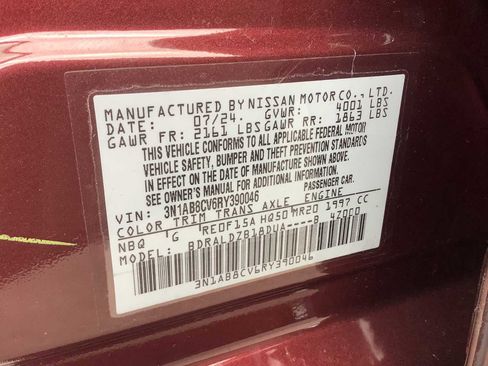 MANUFACTURED BY NISSAN MOTOR CO., LTD.
DATE: 07/24. GVWR: 4001 LBS
GAWR FR: 2161 LBS GAWR RR: 1863 LBS
THIS VEHICLE CONFORMS TO ALL APPLICABLE FEDERAL MOTOR
VEHICLE SAFETY, BUMPER AND THEFT PREVENTION STANDARDS
IN EFFECT ON THE DATE OF MANUFACTURE SHOWN ABOVE.
SEE OWNER'S MANUAL FOR ADDITIONAL INFORMATION.
VIN: 3N1AB8CV6RY390046 PASSENGER CAR
COLOR TRIM TRANS AXLE ENGINE
NBQ G RE0F15A HQ50 MR20 1997 CC
MODEL: BDRALDZB18DUA----B 47000
3N1AB8CV6RY390046